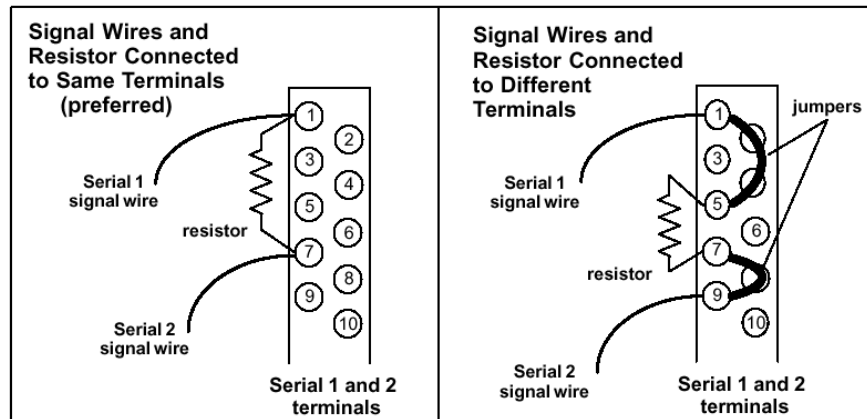 Signal Wires and
Resistor Connected
to Same Terminals
(preferred)
1
2
3
4
5
6
7
8
9
10
Serial 1
signal wire
resistor
Serial 2
signal wire
Serial 1 and 2
terminals
Signal Wires and
Resistor Connected
to Different
Terminals
jumpers
1
3
5
6
7
9
10
Serial 1
signal wire
resistor
Serial 2
signal wire
Serial 1 and 2
terminals